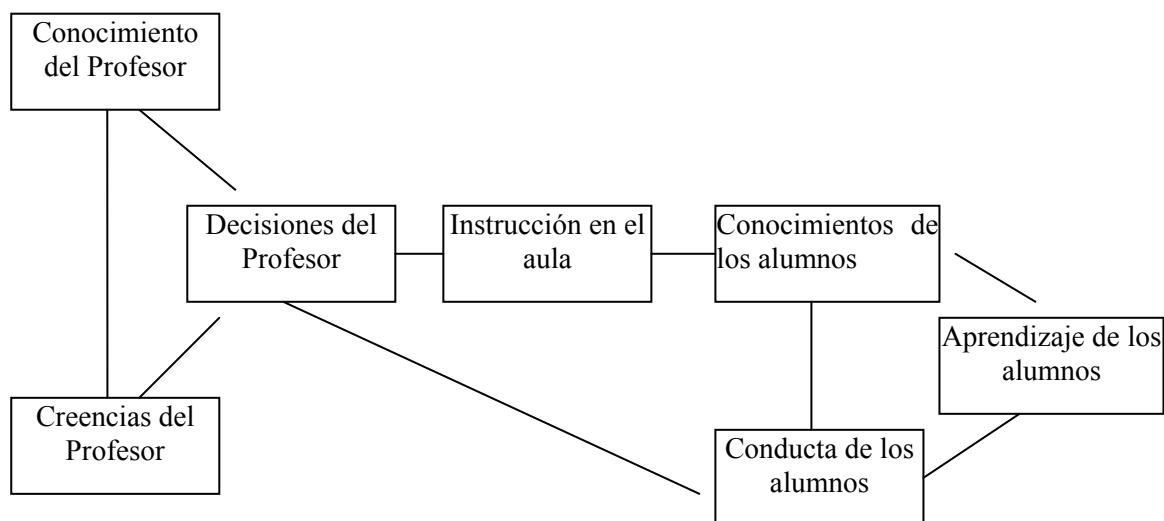 Conocimiento
del Profesor
Decisiones del
Profesor
Instrucción en el
aula
Conocimientos de
los alumnos
Aprendizaje de los
alumnos
Creencias del
Profesor
Conducta de los
alumnos